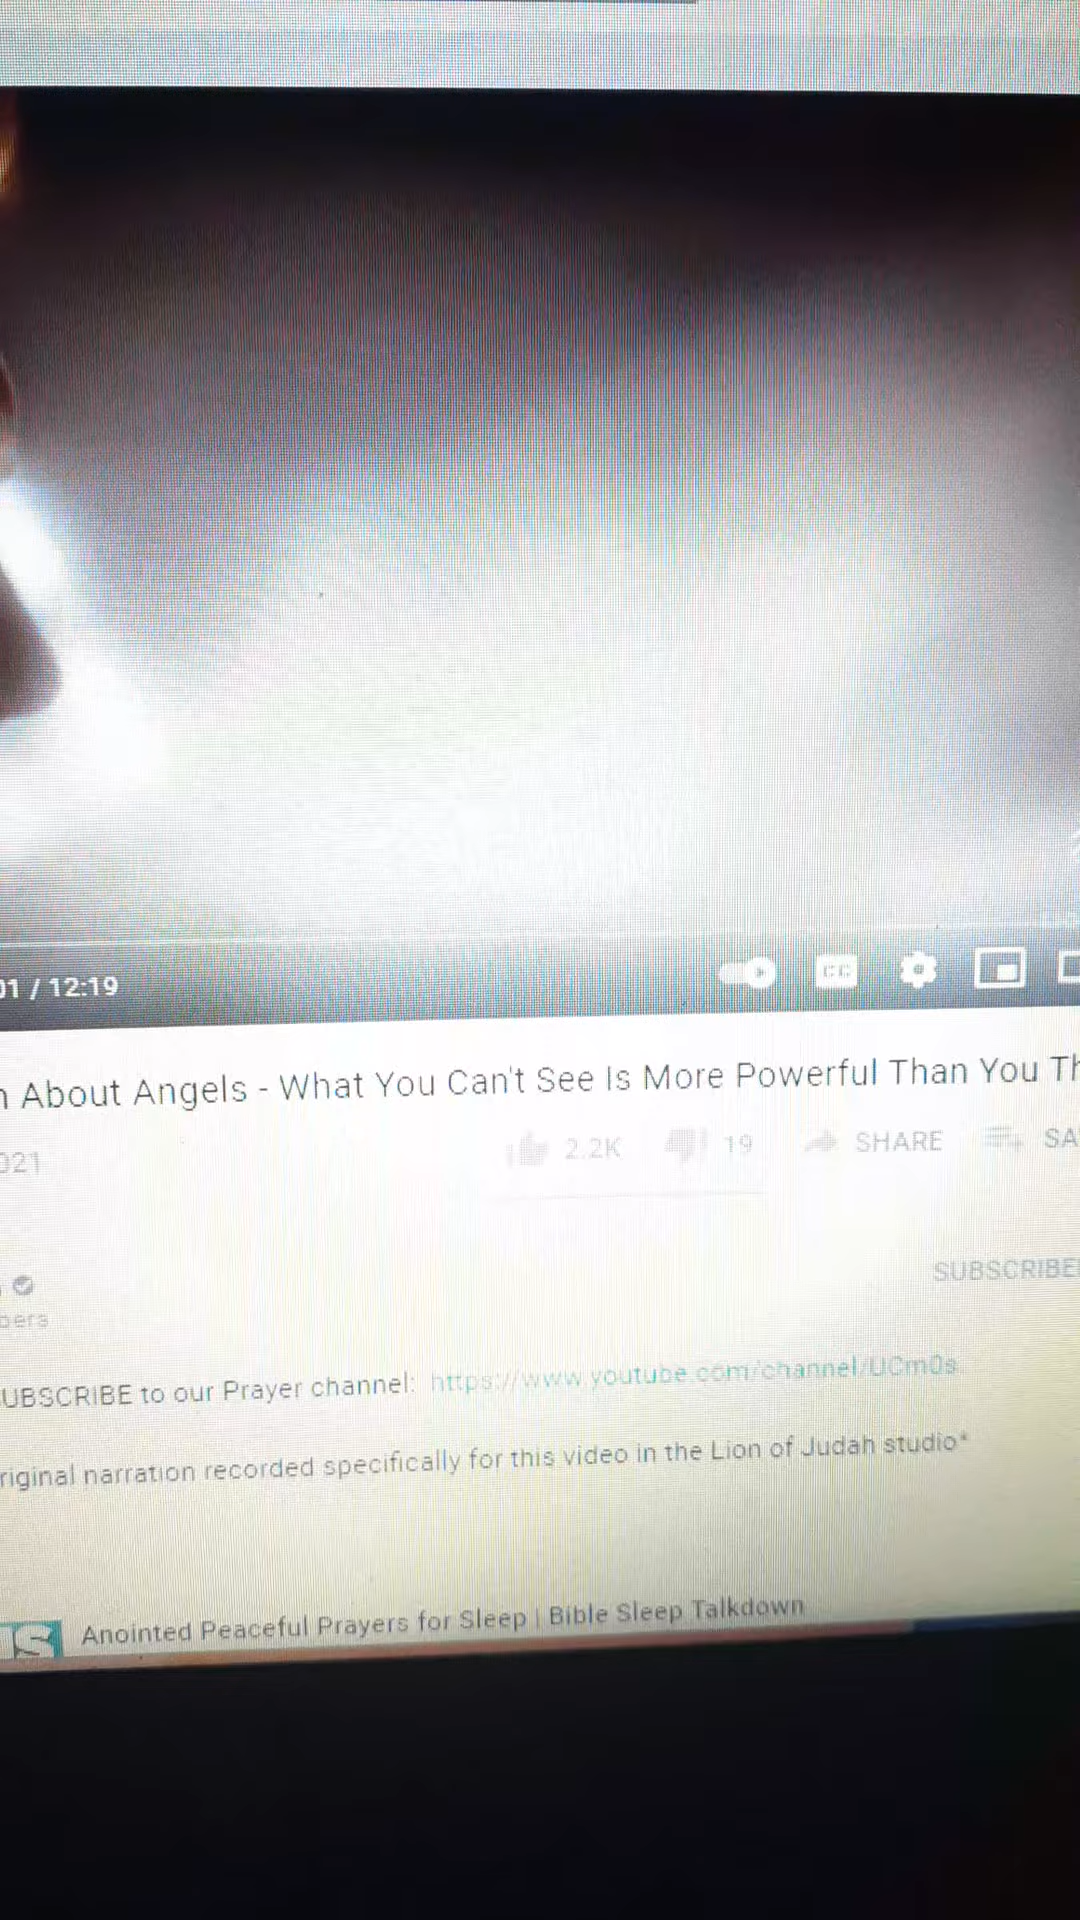 01 / 12:19
CC
About Angels - What You Can't See Is More Powerful Than You Th
021
2.2K
19
SHARE
SA
SUBSCRIBE
bers
UBSCRIBE to our Prayer channel: https://www.youtube.com/channel/UCm0s
riginal narration recorded specifically for this video in the Lion of Judah studio*
Anointed Peaceful Prayers for Sleep | Bible Sleep Talkdown